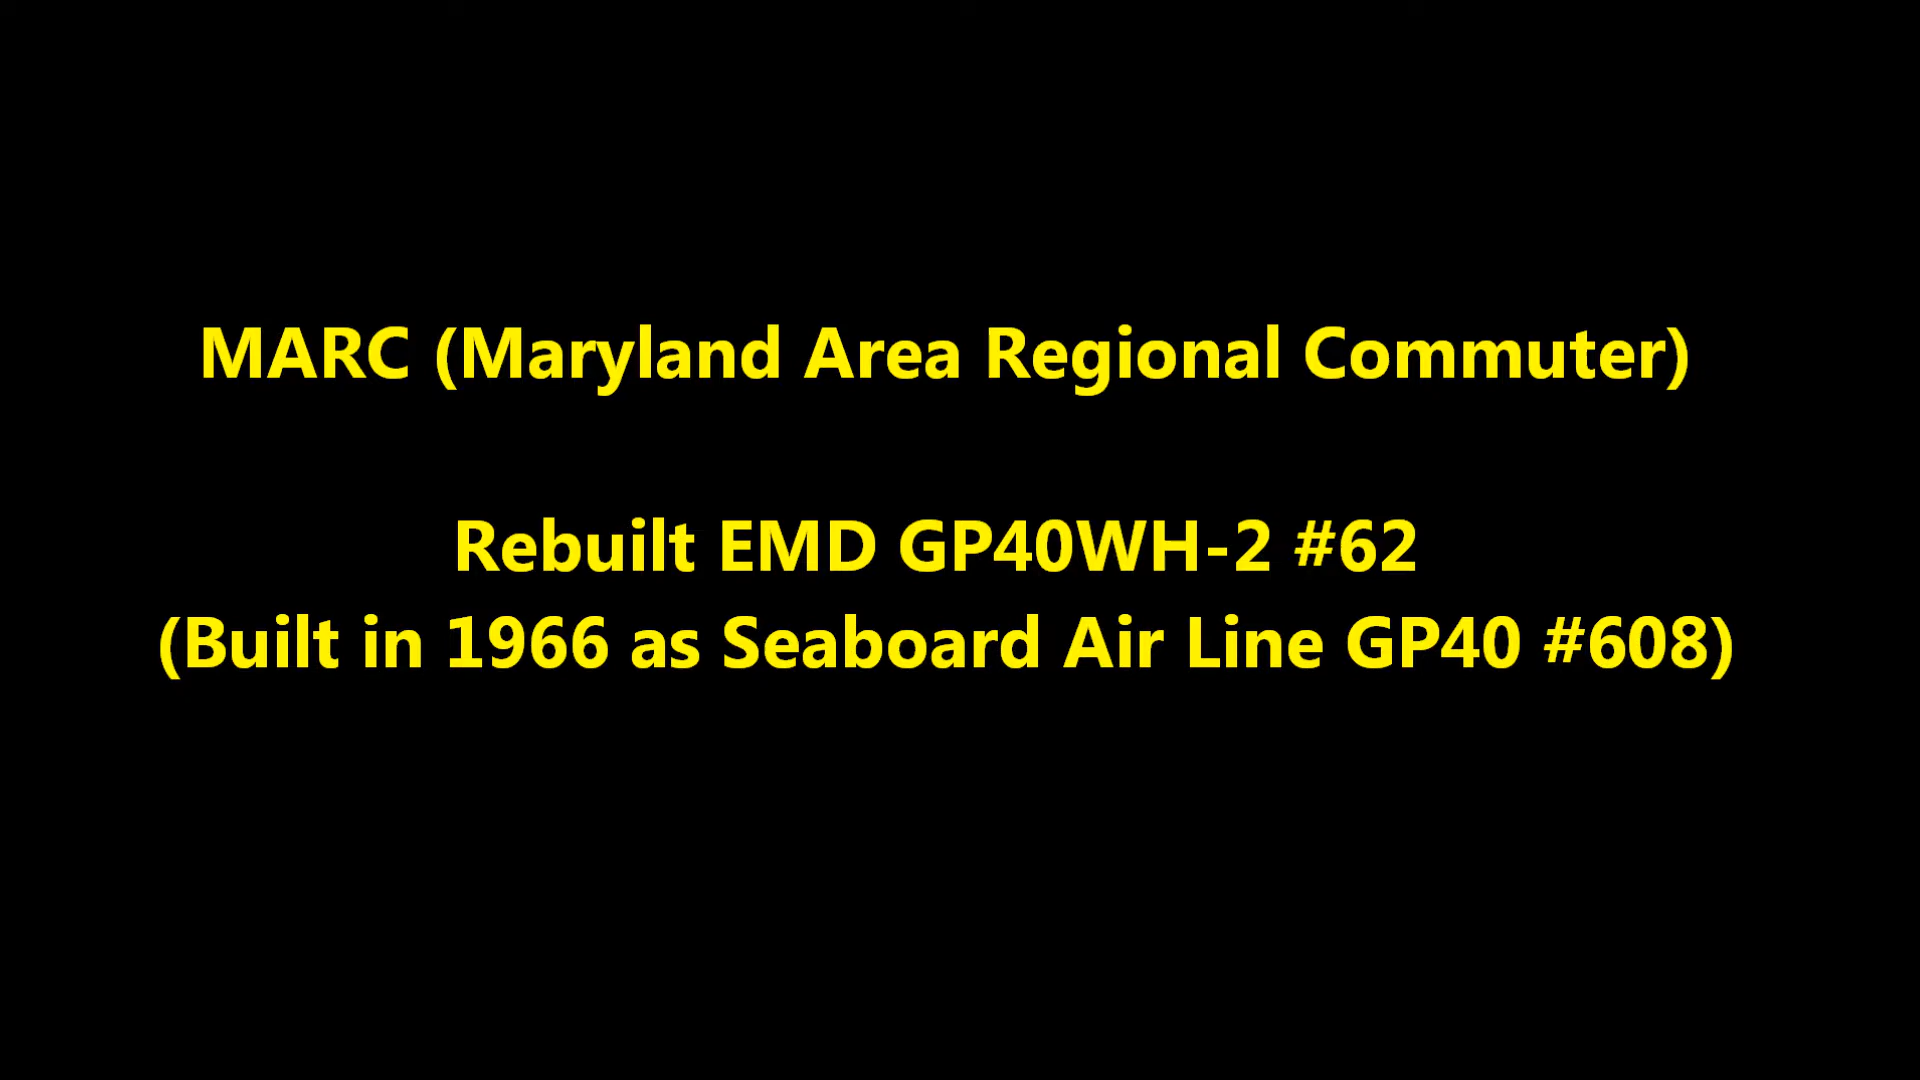 MARC (Maryland Area Regional Commuter)
Rebuilt EMD GP40WH-2 #62
(Built in 1966 as Seaboard Air Line GP40 #608)